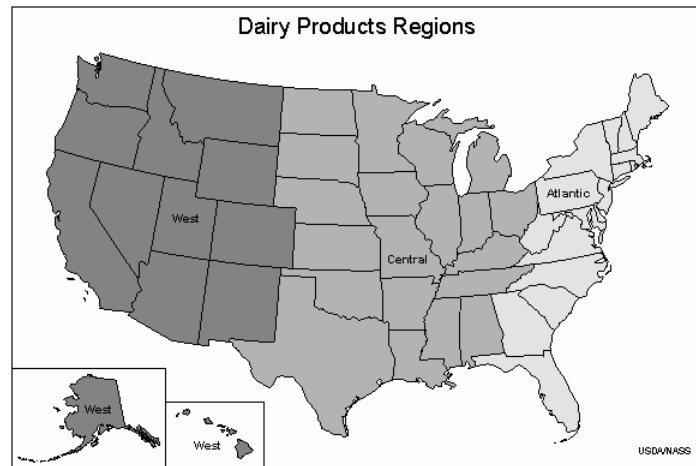 Dairy Products Regions
Atlantic
West
Central
West
West
USDA/NASS